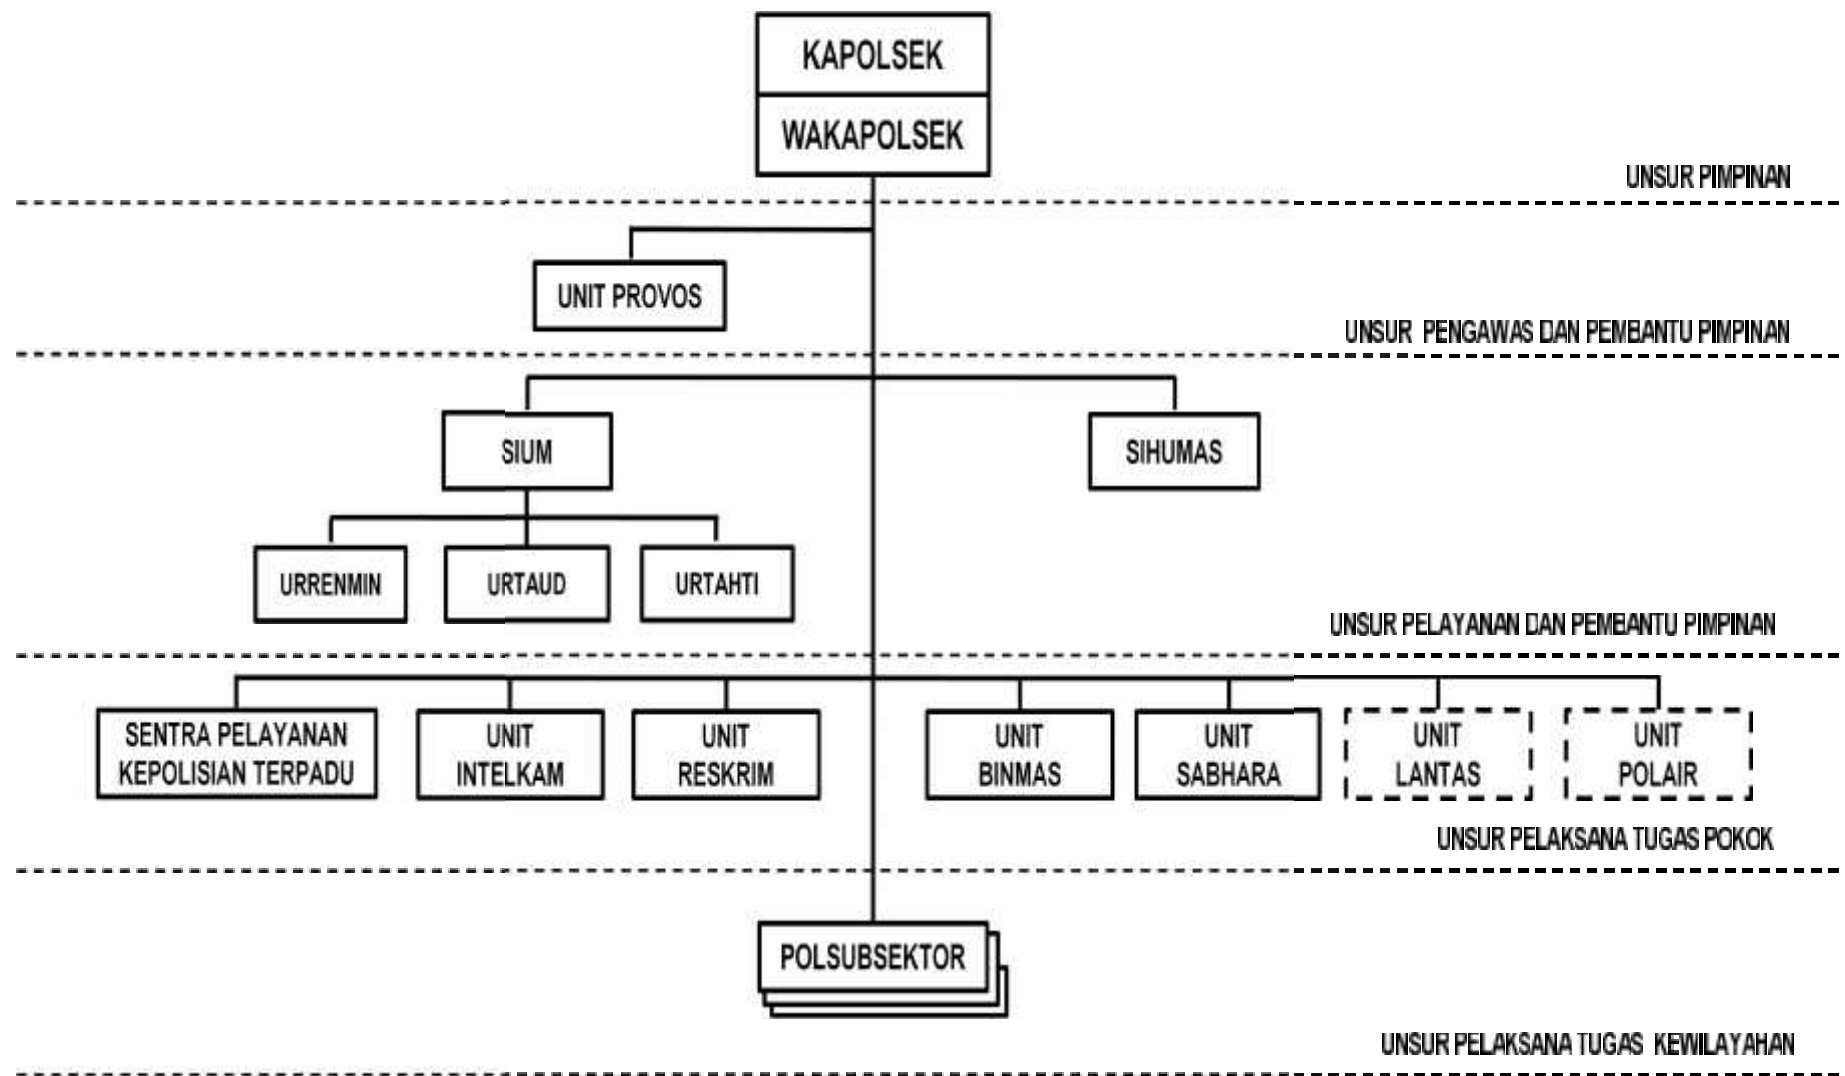 KAPOLSEK
WAKAPOLSEK
UNSUR PIMPINAN
UNIT PROVOS
UNSUR PENGAWAS DAN PEMBANTU PIMPINAN
SIUM
SIHUMAS
URRENMIN
URTAUD
URTAHTI
UNSUR PELAYANAN DAN PEMBANTU PIMPINAN
SENTRA PELAYANAN
KEPOLISIAN TERPADU
UNIT
INTELKAM
UNIT
RESKRIM
UNIT
BINMAS
UNIT
SABHARA
UNIT
LANTAS
UNIT
POLAIR
UNSUR PELAKSANA TUGAS POKOK
POLSUBSEKTOR
UNSUR PELAKSANA TUGAS KEWILAYAHAN